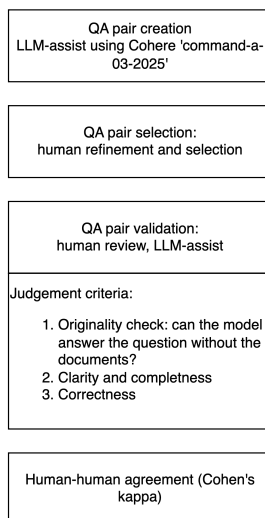 QA pair creation
LLM-assist using Cohere 'command-a-
03-2025'
QA pair selection:
human refinement and selection
QA pair validation:
human review, LLM-assist
Judgement criteria:
1. Originality check: can the model
answer the question without the
documents?
2. Clarity and completness
3. Correctness
Human-human agreement (Cohen's
kappa)